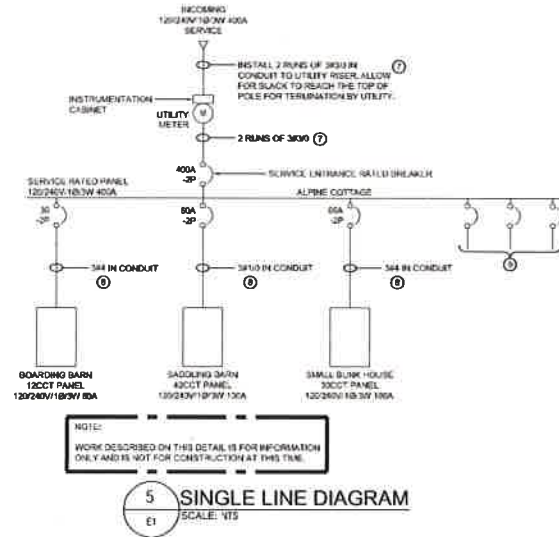 INCOMING
120/240V/1Ø/3W 400A
SERVICE
INSTALL 2 RUNS OF 3#3/0 IN 7
CONDUIT TO UTILITY RISER. ALLOW
FOR SLACK TO REACH THE TOP OF
POLE FOR TERMINATION BY UTILITY.
INSTRUMENTATION
CABINET
UTILITY
METER
M
2 RUNS OF 3#3/0 7
400A
-2P
SERVICE ENTRANCE RATED BREAKER
SERVICE RATED PANEL
120/240V/1Ø/3W 400A
ALPINE COTTAGE
-2P
60A
-2P
-2P
3#4 IN CONDUIT
3#1/0 IN CONDUIT
3#4 IN CONDUIT
BOARDING BARN
12CCT PANEL
120/240V/1Ø/3W 60A
SADDLING BARN
42CCT PANEL
120/240V/1Ø/3W 100A
SMALL BUNK HOUSE
30CCT PANEL
120/240V/1Ø/3W 100A
NOTE:
WORK DESCRIBED ON THIS DETAIL IS FOR INFORMATION
ONLY AND IS NOT FOR CONSTRUCTION AT THIS TIME.
5
E1
SINGLE LINE DIAGRAM
SCALE: NTS